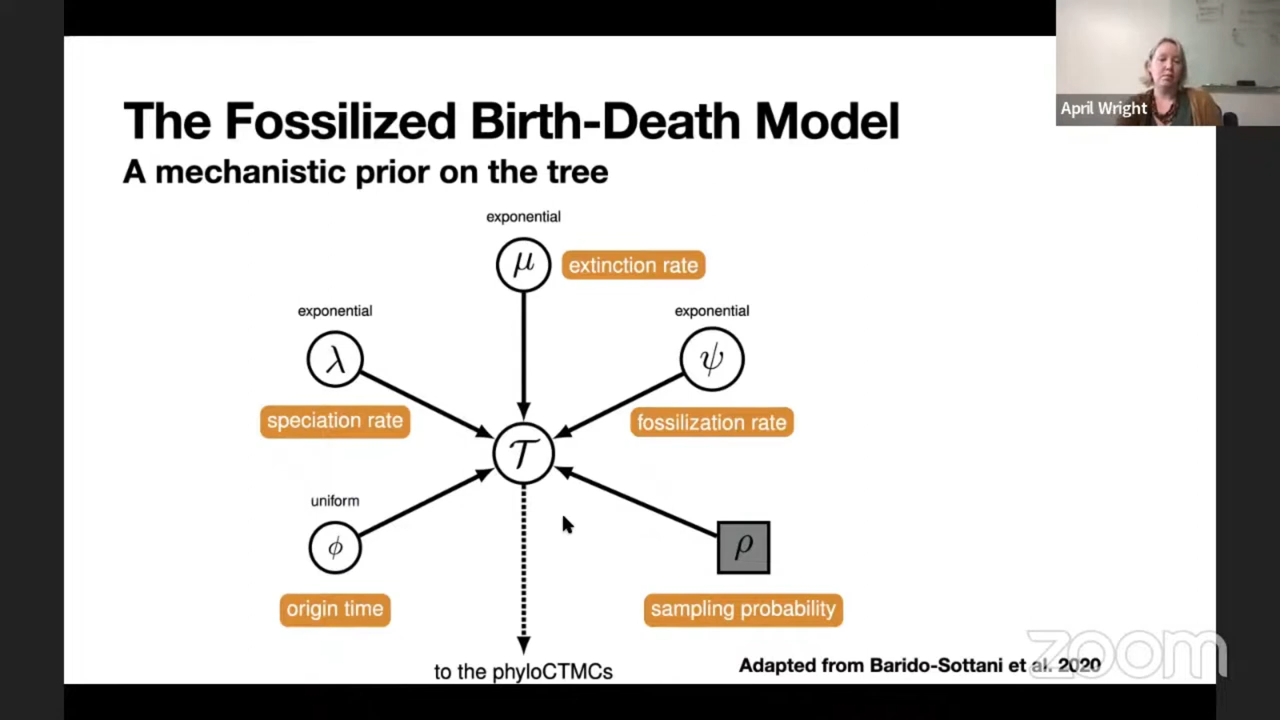 The Fossilized Birth-Death Model
A mechanistic prior on the tree
April Wright
exponential
μ
extinction rate
exponential
λ
speciation rate
exponential
ψ
fossilization rate
𝒯
uniform
ϕ
origin time
ρ
sampling probability
to the phyloCTMCs
Adapted from Barido-Sottani et al. 2020
zoom